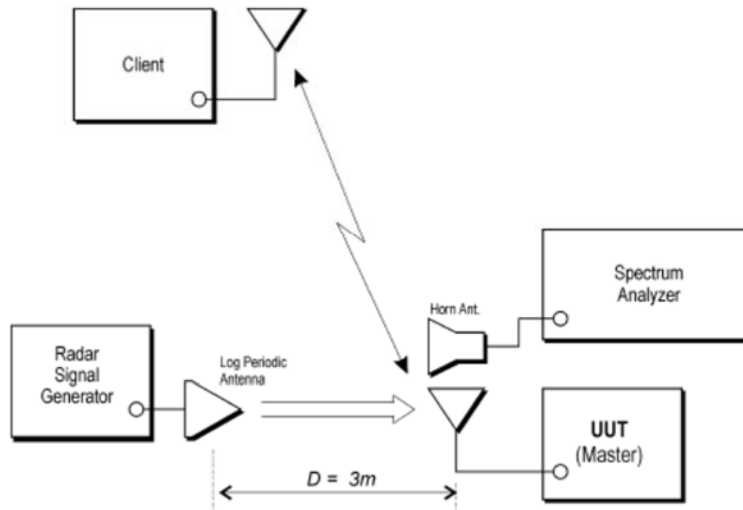 Client
Spectrum
Analyzer
Horn Ant.
Radar
Signal
Generator
Log Periodic
Antenna
UUT
(Master)
D = 3m